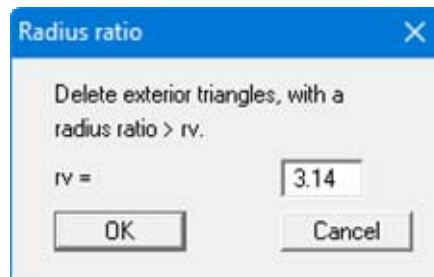 Radius ratio
Delete exterior triangles, with a
radius ratio > rv.
rv = 3.14
OK Cancel